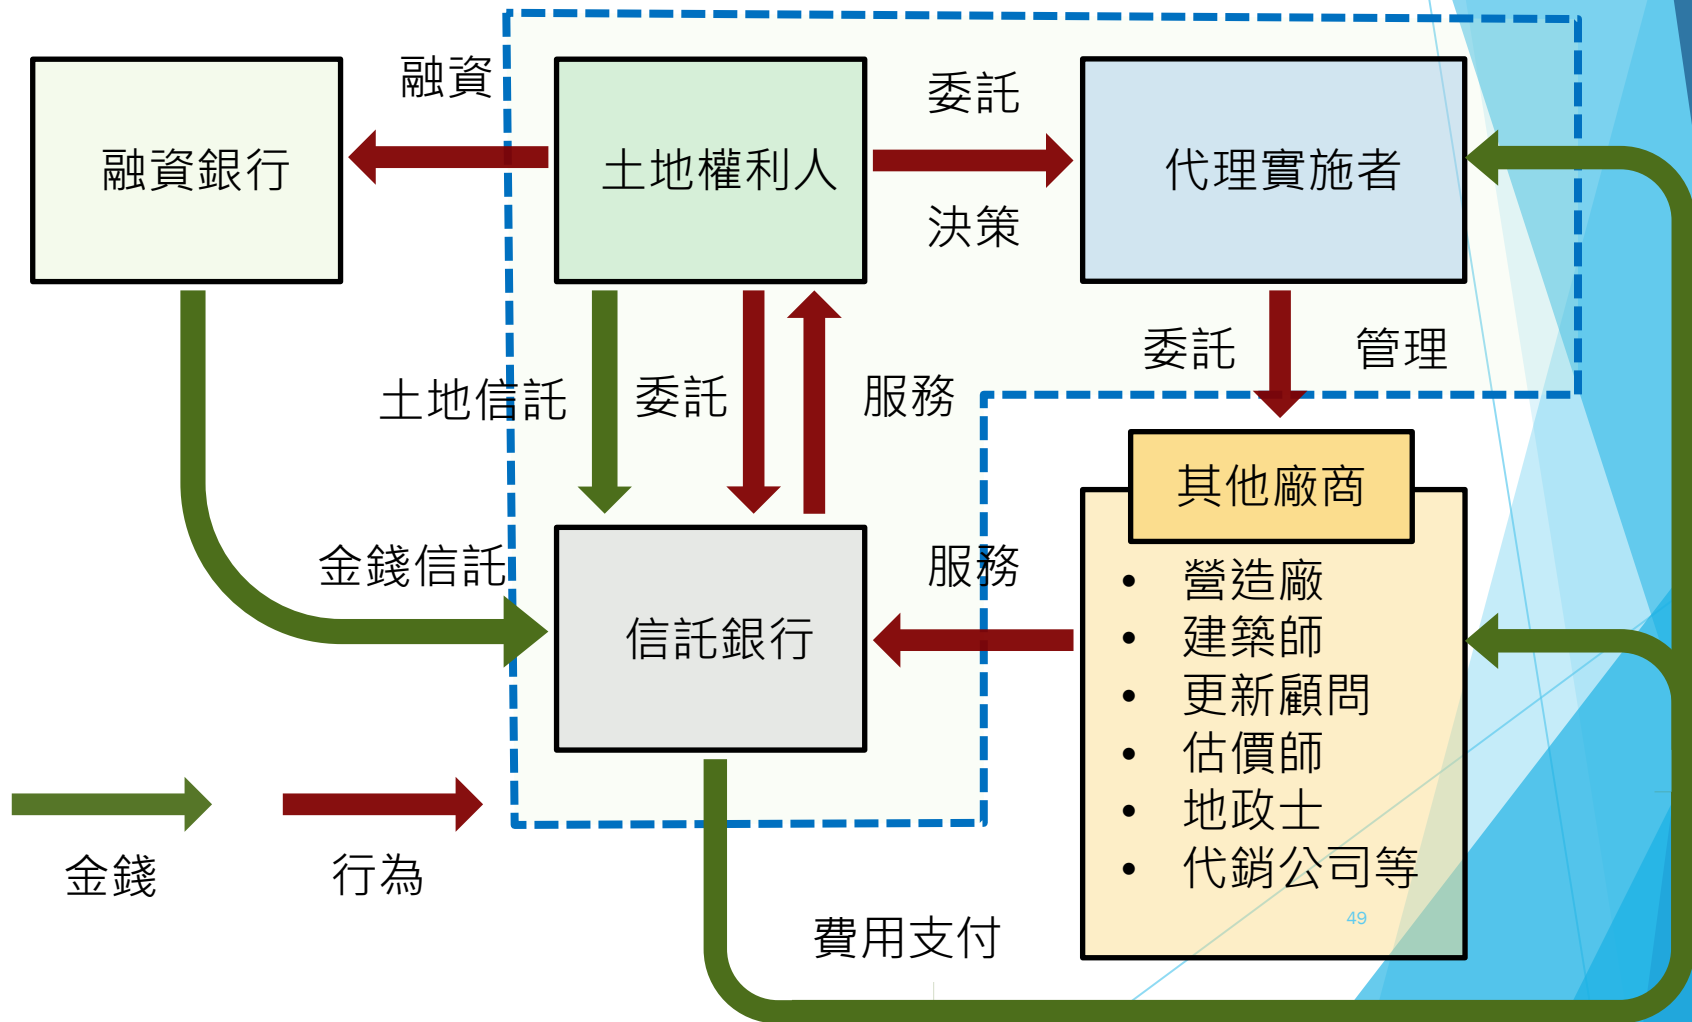 融資
委託
融資銀行
土地權利人
代理實施者
決策
委託
管理
土地信託
委託
服務
其他廠商
金錢信託
服務
• 營造廠
• 建築師
• 更新顧問
• 估價師
• 地政士
• 代銷公司等
信託銀行
金錢
行為
費用支付
49